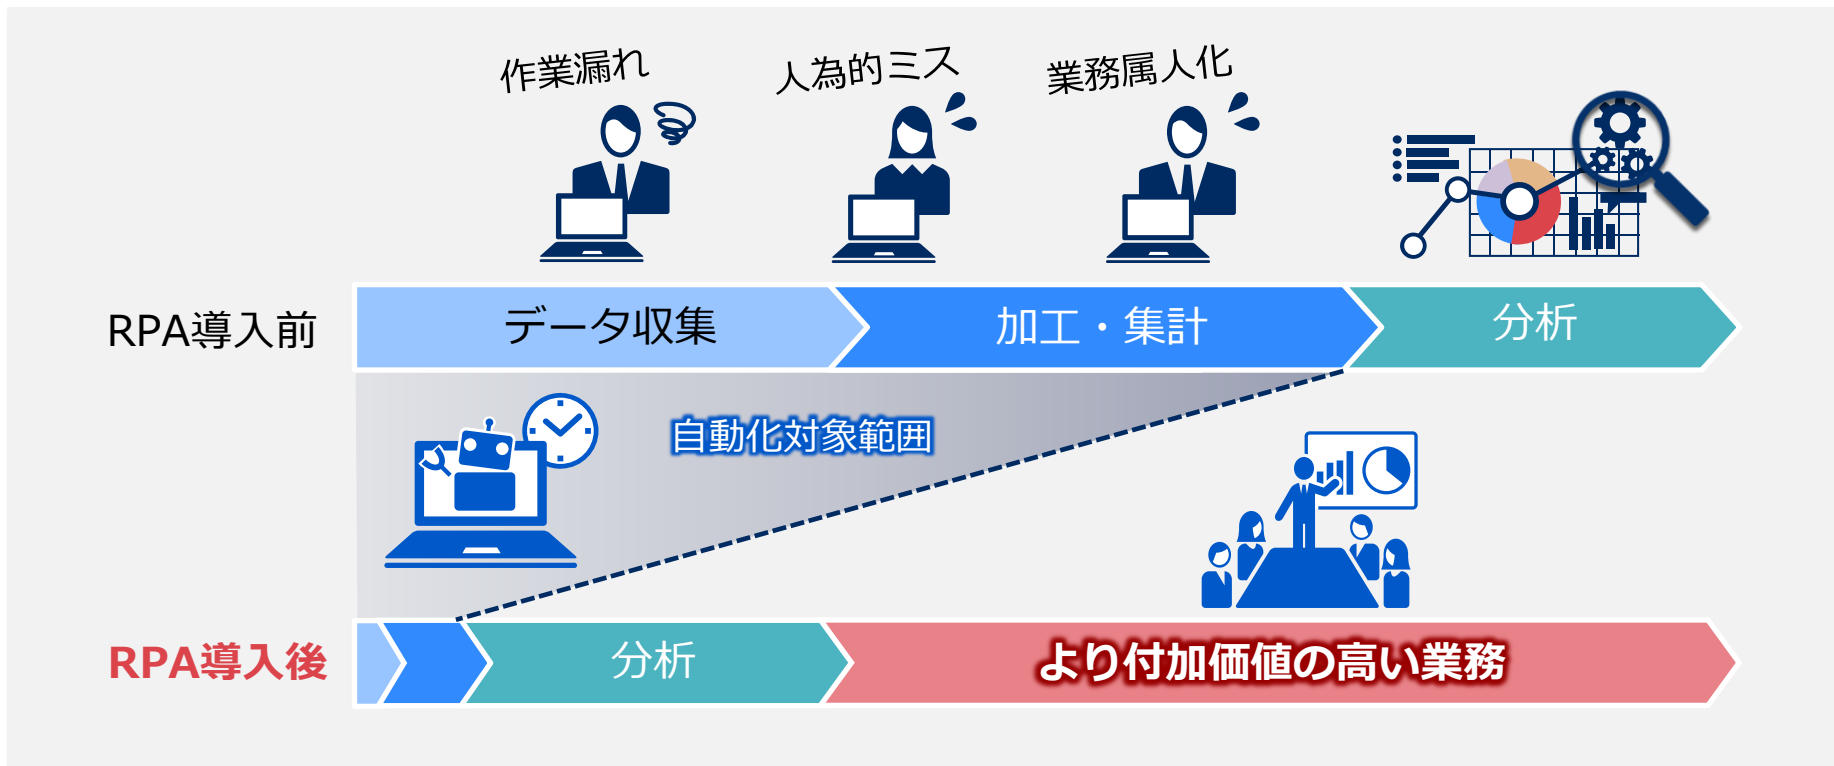 作業漏れ
人為的ミス
業務属人化
RPA導入前
データ収集
加工・集計
分析
自動化対象範囲
RPA導入後
分析
より付加価値の高い業務